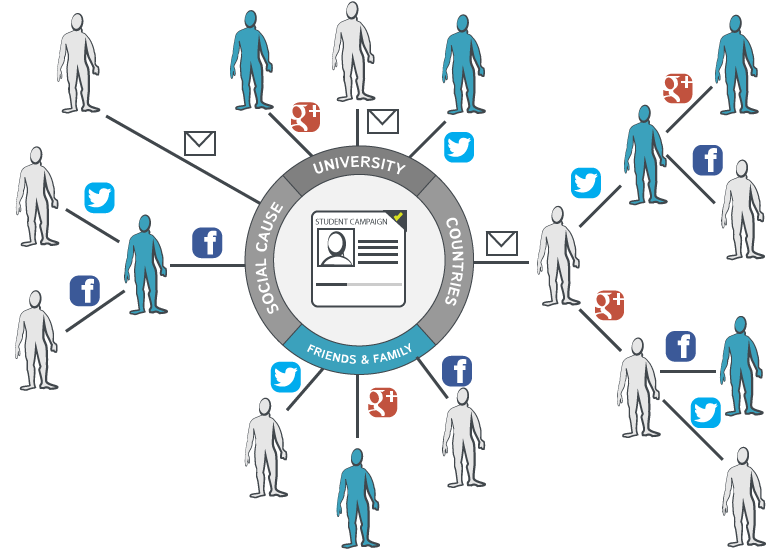 g+
UNIVERSITY
SOCIAL CAUSE
STUDENT CAMPAIGN
COUNTRIES
FRIENDS & FAMILY
g+
f
f
f
g+
f
g+
f